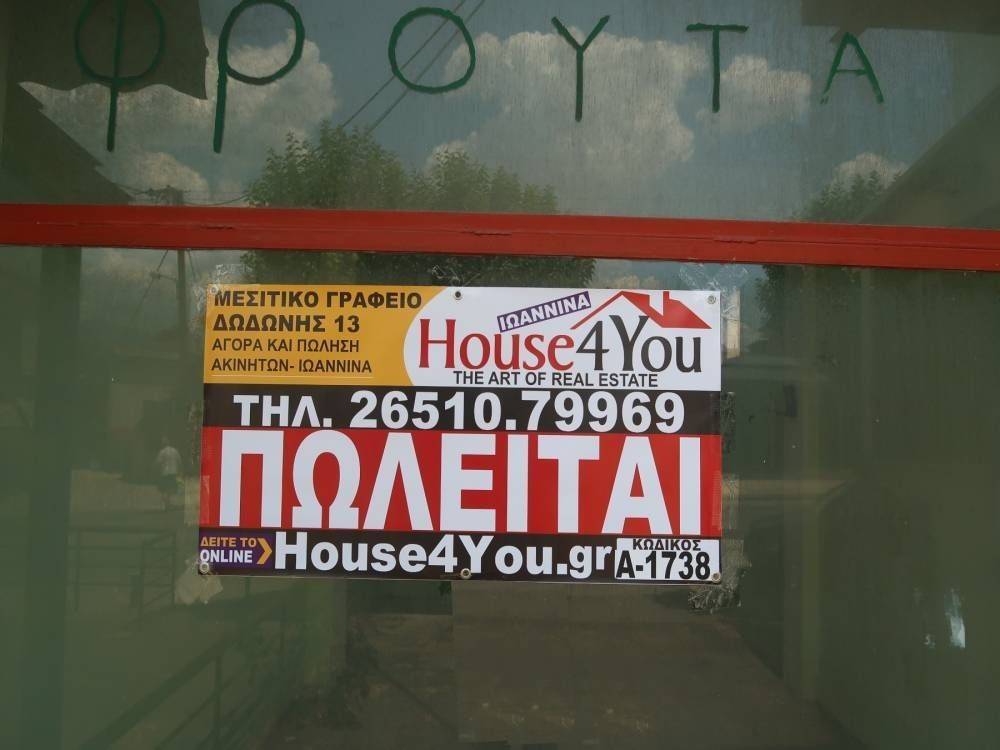 ΦΡΟΥΤΑ
ΜΕΣΙΤΙΚΟ ΓΡΑΦΕΙΟ
ΔΩΔΩΝΗΣ 13
ΑΓΟΡΑ ΚΑΙ ΠΩΛΗΣΗ
ΑΚΙΝΗΤΩΝ- ΙΩΑΝΝΙΝΑ
ΙΩΑΝΝΙΝΑ
House4You
THE ART OF REAL ESTATE
ΤΗΛ. 26510.79969
ΠΩΛΕΙΤΑΙ
ΔΕΙΤΕ ΤΟ
ONLINE
House4You.gr
ΚΩΔΙΚΟΣ
A-1738